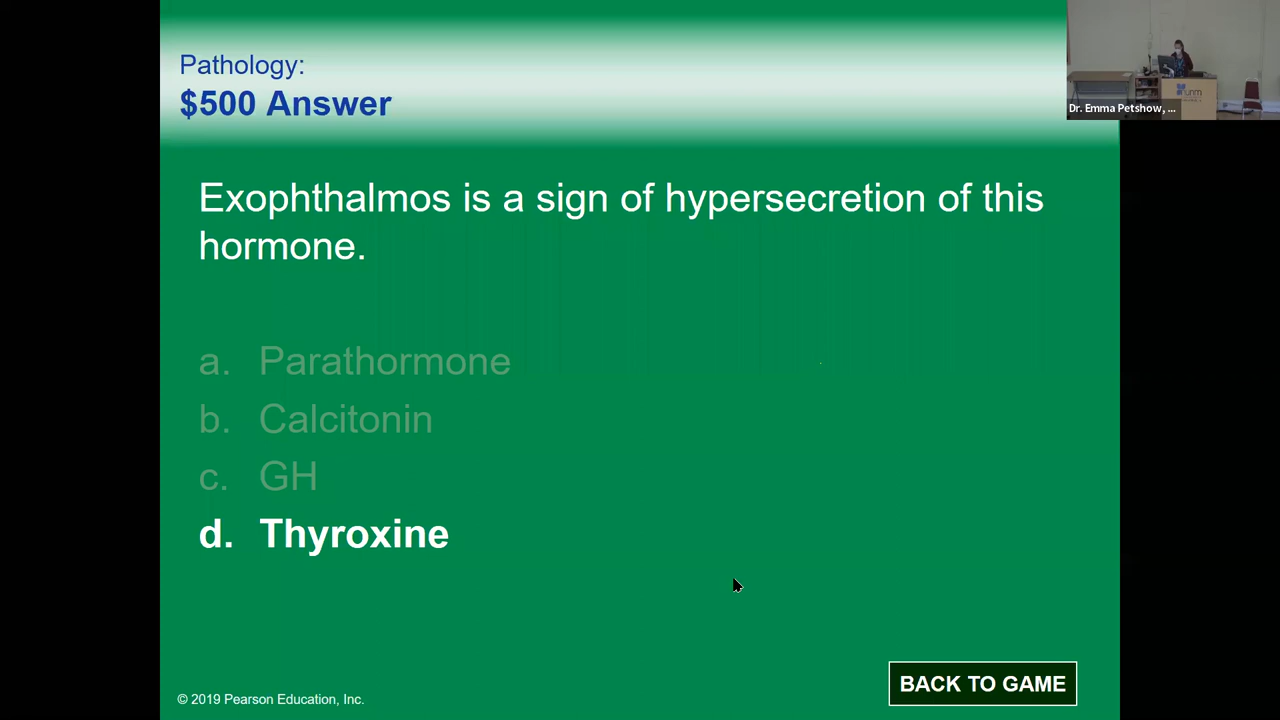 Pathology:
$500 Answer
Dr. Emma Petshow, ...
Exophthalmos is a sign of hypersecretion of this
hormone.
a. Parathormone
b. Calcitonin
c. GH
d. Thyroxine
BACK TO GAME
© 2019 Pearson Education, Inc.